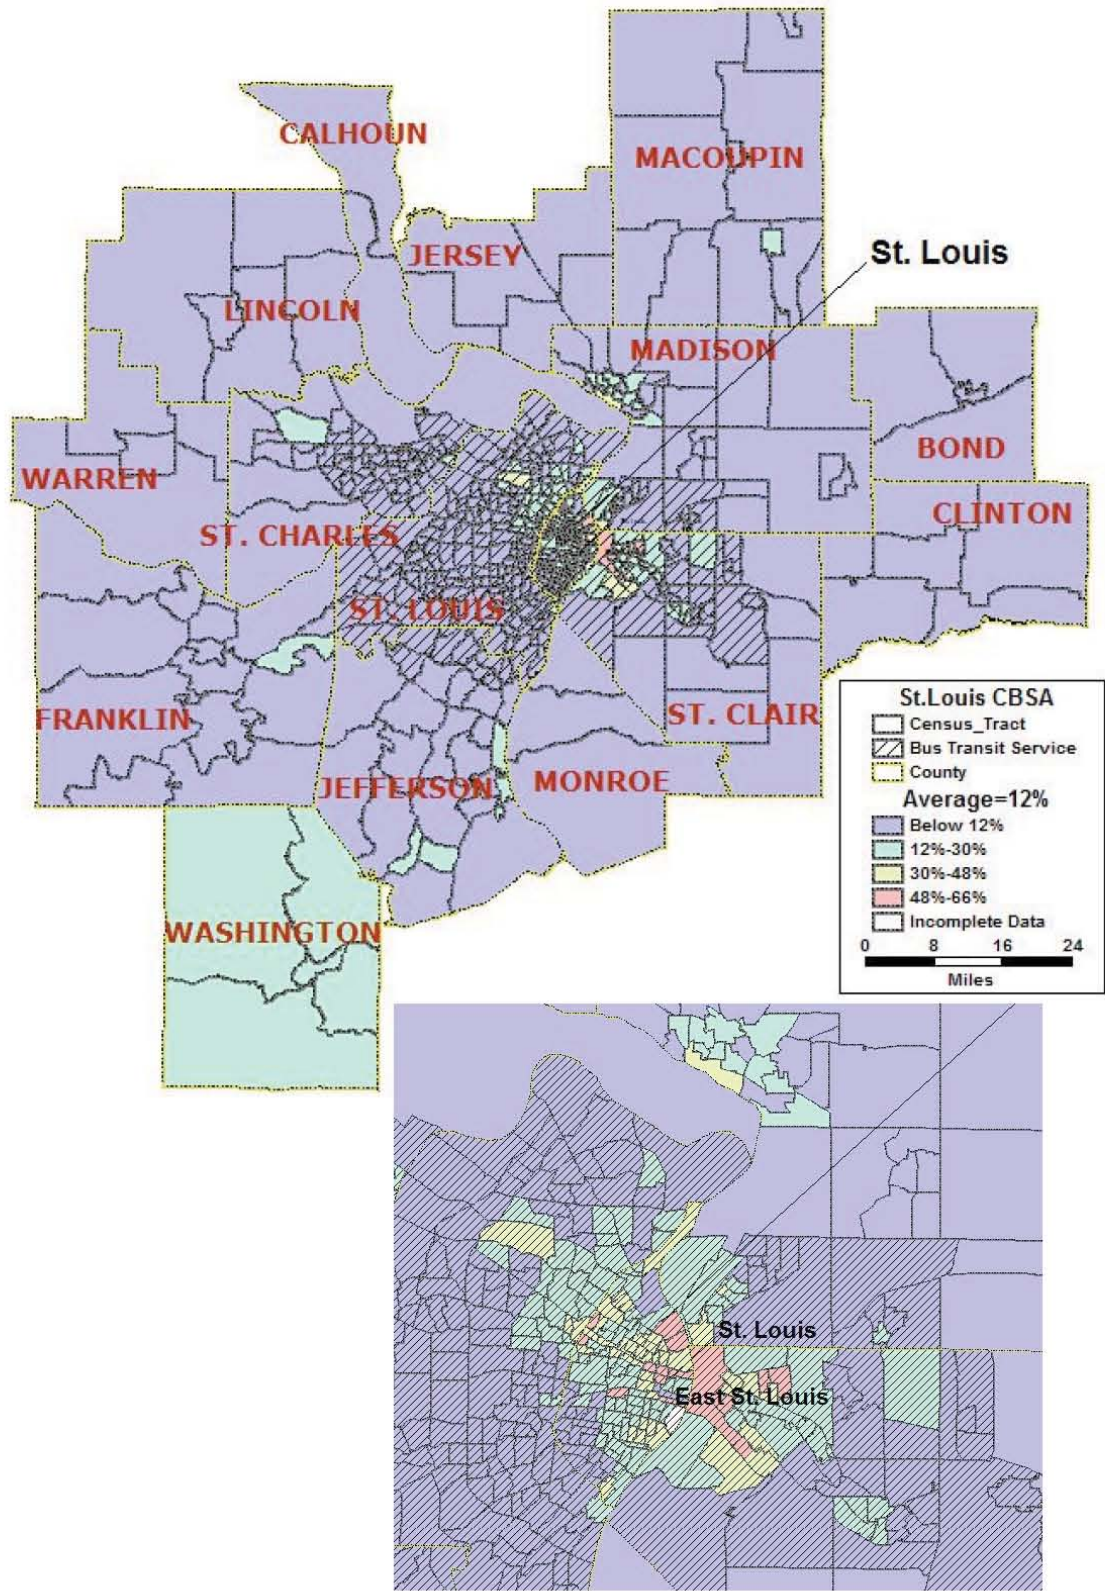 CALHOUN
MACOUPIN
St. Louis
JERSEY
LINCOLN
MADISON
BOND
WARREN
CLINTON
ST. CHARLES
ST. LOUIS
FRANKLIN
ST. CLAIR
JEFFERSON
MONROE
WASHINGTON
St.Louis CBSA
Census_Tract
Bus Transit Service
County
Average=12%
Below 12%
12%-30%
30%-48%
48%-66%
Incomplete Data
0 8 16 24
Miles
St. Louis
East St. Louis